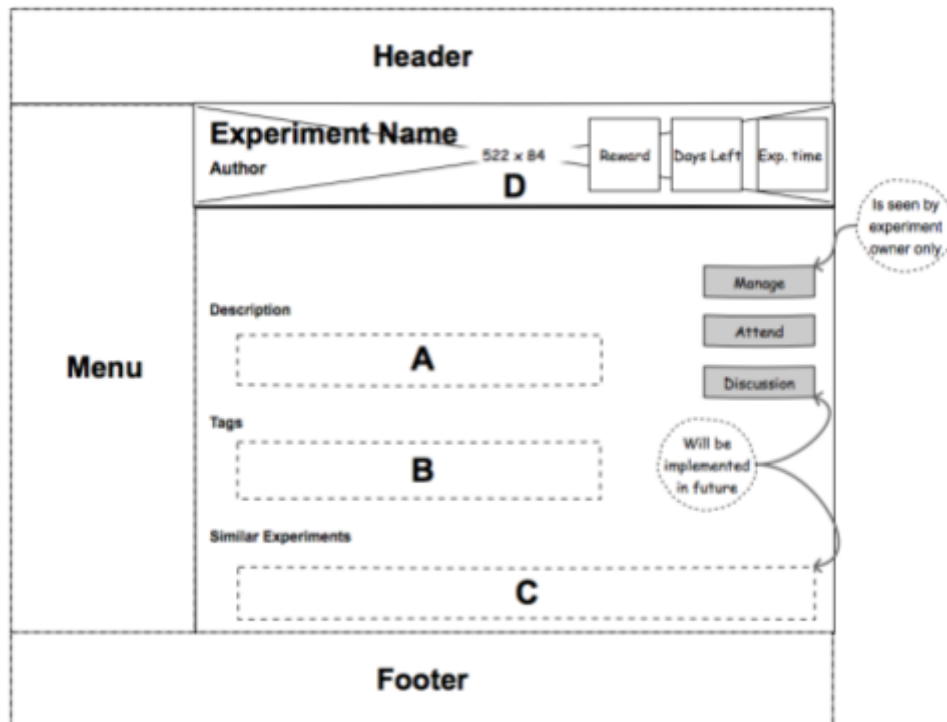 Header
Experiment Name
Author
522 x 84
D
Reward
Days Left
Exp. time
Is seen by
experiment
owner only.
Menu
Manage
Attend
Discussion
Description
A
Tags
B
Will be
implemented
in future
Similar Experiments
C
Footer